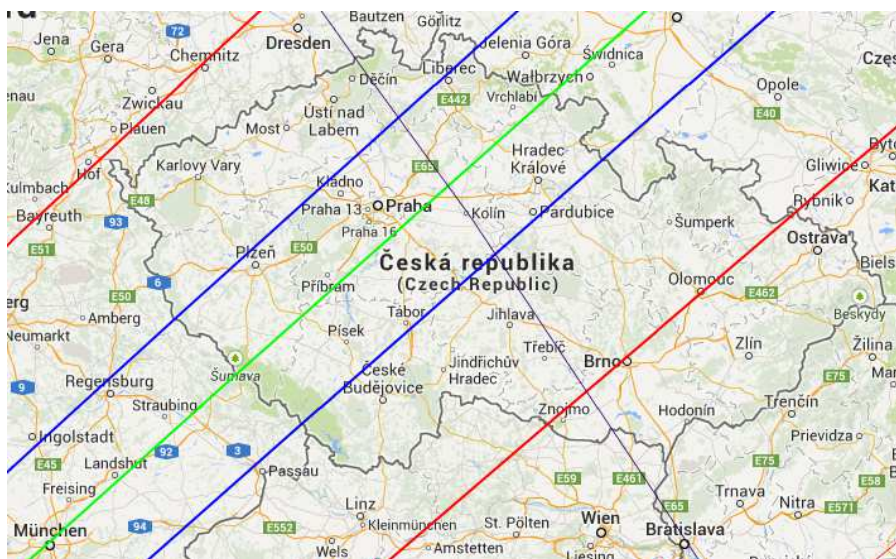 Bautzen
Görlitz
Jena
Gera
72
Dresden
Chemnitz
Jelenia Góra
Świdnica
Wałbrzych
Liberec
Děčín
Zwickau
Ústí nad
Labem
E442
Vrchlabí
Opole
E40
Plauen
Most
Hradec
Králové
Hof
Karlovy Vary
E65
Gliwice
Kulmbach
E48
Kladno
Praha
Praha 13
Kolín
Pardubice
Rybnik
Bayreuth
93
Praha 16
Šumperk
Ostrava
E51
Plzeň
E50
Česká republika
(Czech Republic)
6
E50
Příbram
Olomouc
E462
Beskydy
Amberg
Tábor
Jihlava
Neumarkt
Písek
Třebíč
Brno
Zlín
Žilina
Šumava
České
Budějovice
Jindřichův
Hradec
9
Regensburg
E75
Straubing
Znojmo
Hodonín
Trenčín
Ingolstadt
92
3
Prievidza
E45
Landshut
Passau
E59
E461
E75
E58
Freising
Linz
E65
Trnava
Nitra
E571
München
94
E552
Kleinmünchen
St. Pölten
Wien
Bratislava
Wels
Amstetten
Liesing